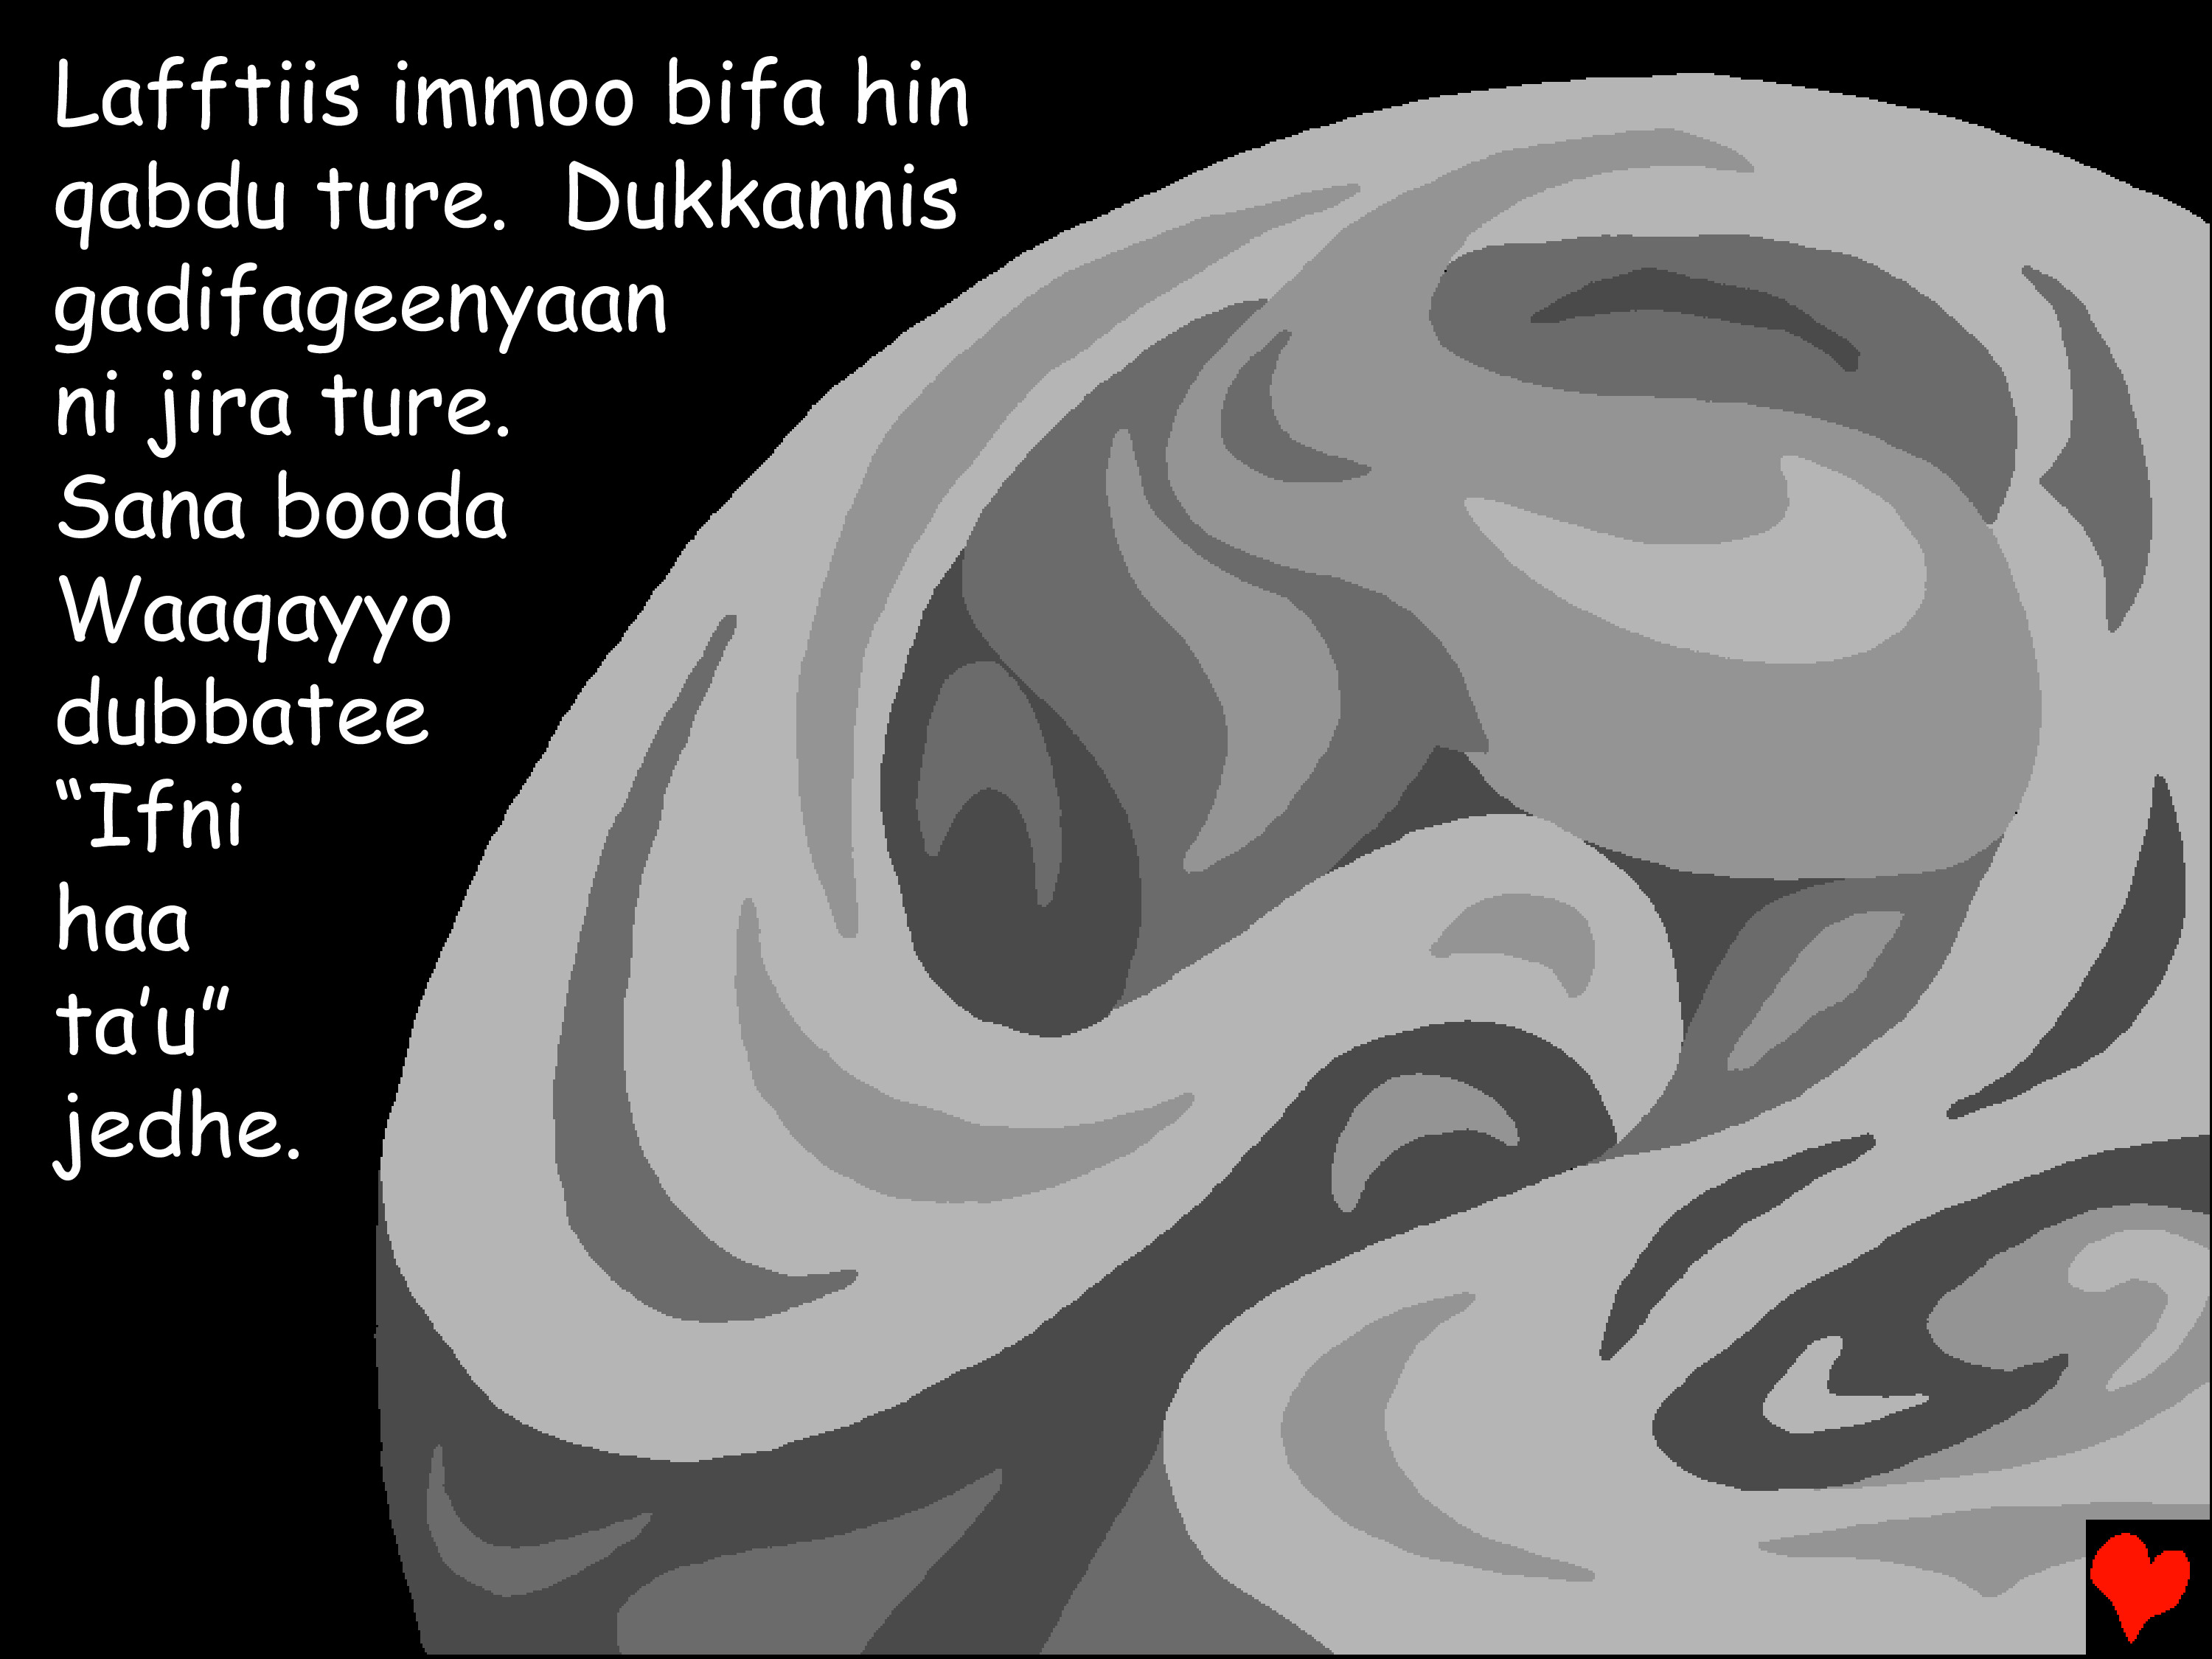 Lafftiis immoo bifa hin
qabdu ture. Dukkannis
gadifageenyaan
ni jira ture.
Sana booda
Waaqayyo
dubbatee
“Ifni
haa
ta'u“
jedhe.